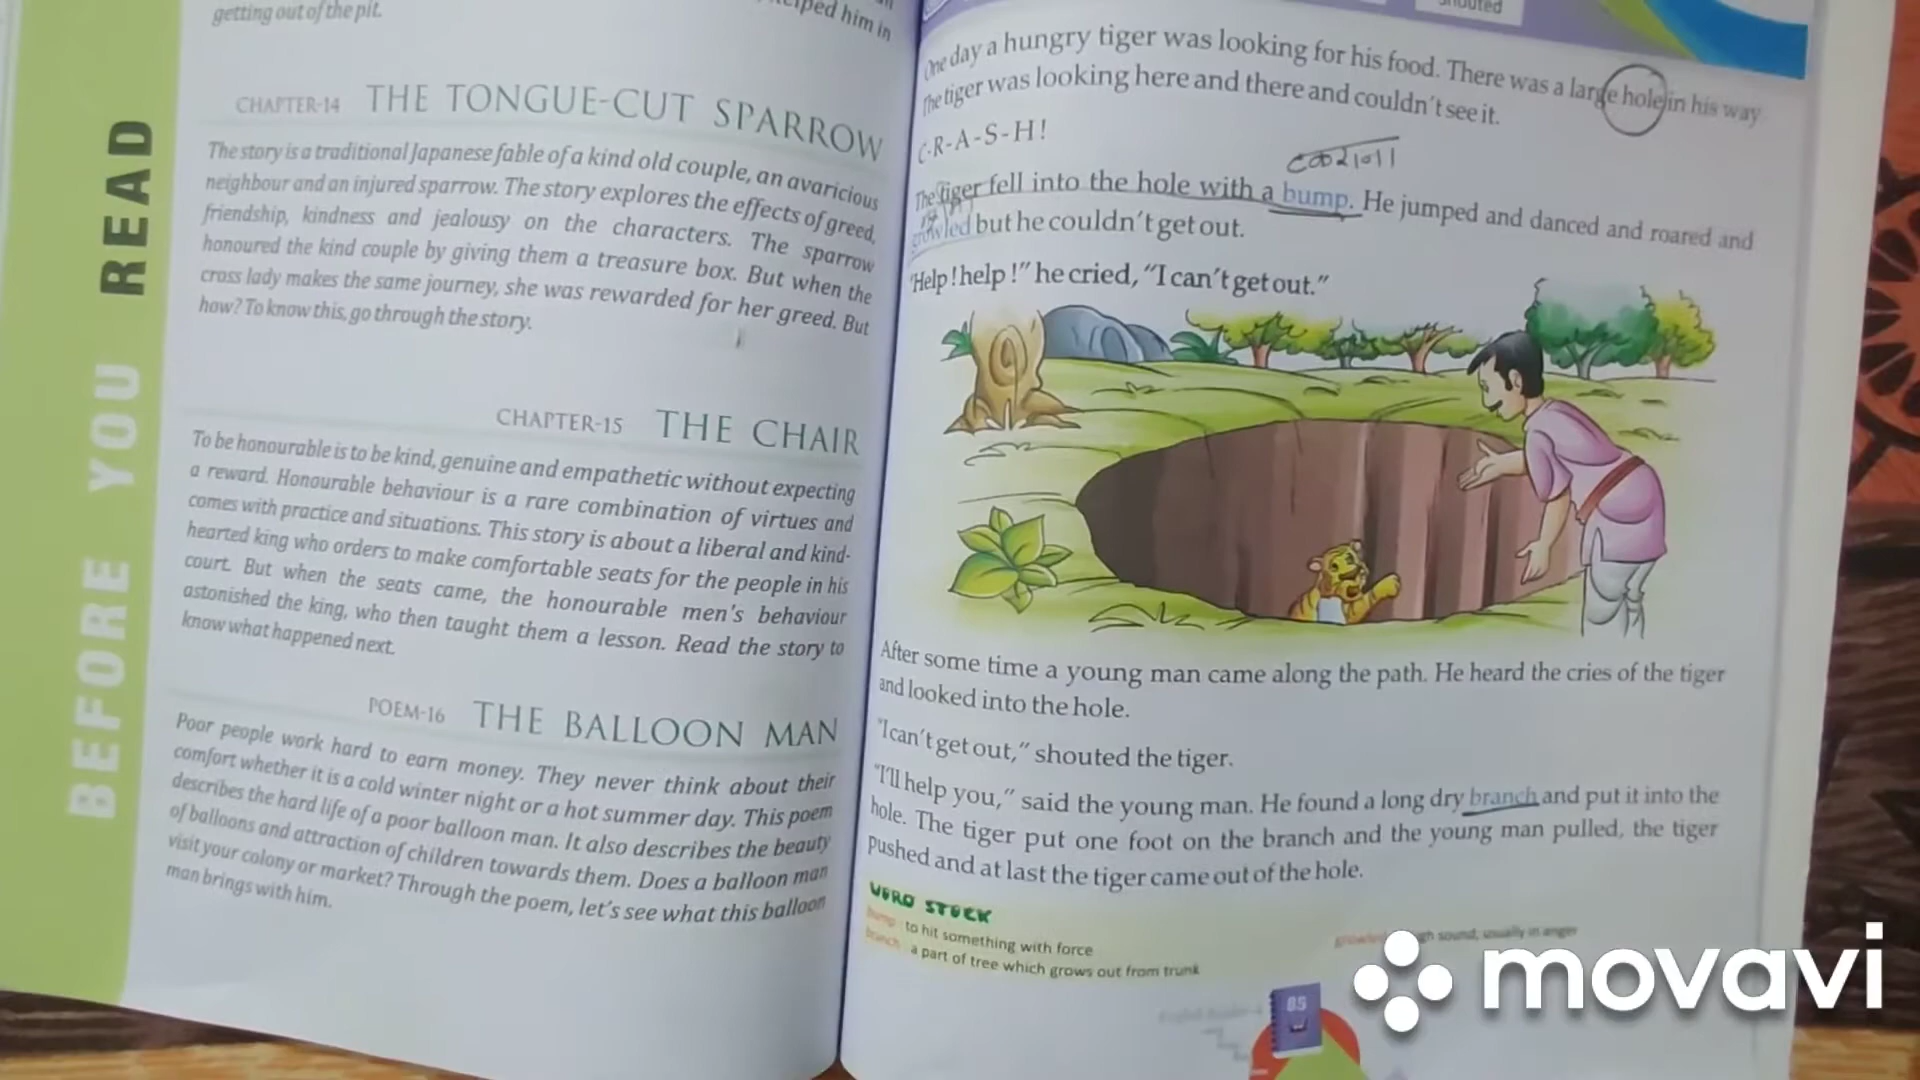 getting out of the pit.
helped him in
CHAPTER-14 THE TONGUE-CUT SPARROW
The story is a traditional Japanese fable of a kind old couple, an avaricious
neighbour and an injured sparrow. The story explores the effects of greed,
friendship, kindness and jealousy on the characters. The sparrow
honoured the kind couple by giving them a treasure box. But when the
cross lady makes the same journey, she was rewarded for her greed. But
how? To know this, go through the story.
CHAPTER-15 THE CHAIR
To be honourable is to be kind, genuine and empathetic without expecting
a reward. Honourable behaviour is a rare combination of virtues and
comes with practice and situations. This story is about a liberal and kind-
hearted king who orders to make comfortable seats for the people in his
court. But when the seats came, the honourable men's behaviour
astonished the king, who then taught them a lesson. Read the story to
know what happened next.
POEM-16 THE BALLOON MAN
Poor people work hard to earn money. They never think about their
comfort whether it is a cold winter night or a hot summer day. This poem
describes the hard life of a poor balloon man. It also describes the beauty
of balloons and attraction of children towards them. Does a balloon man
visit your colony or market? Through the poem, let's see what this balloon
man brings with him.
BEFORE YOU READ
shouted
One day a hungry tiger was looking for his food. There was a large hole in his way
The tiger was looking here and there and couldn't see it.
C-R-A-S-H!
The tiger fell into the hole with a bump. He jumped and danced and roared and
growled but he couldn't get out.
"Help! help!" he cried, "I can't get out."
After some time a young man came along the path. He heard the cries of the tiger
and looked into the hole.
"I can't get out," shouted the tiger.
"I'll help you," said the young man. He found a long dry branch and put it into the
hole. The tiger put one foot on the branch and the young man pulled, the tiger
pushed and at last the tiger came out of the hole.
WORD STOCK
bump to hit something with force
branch a part of tree which grows out from trunk
growled sound, usually in anger
85
movavi